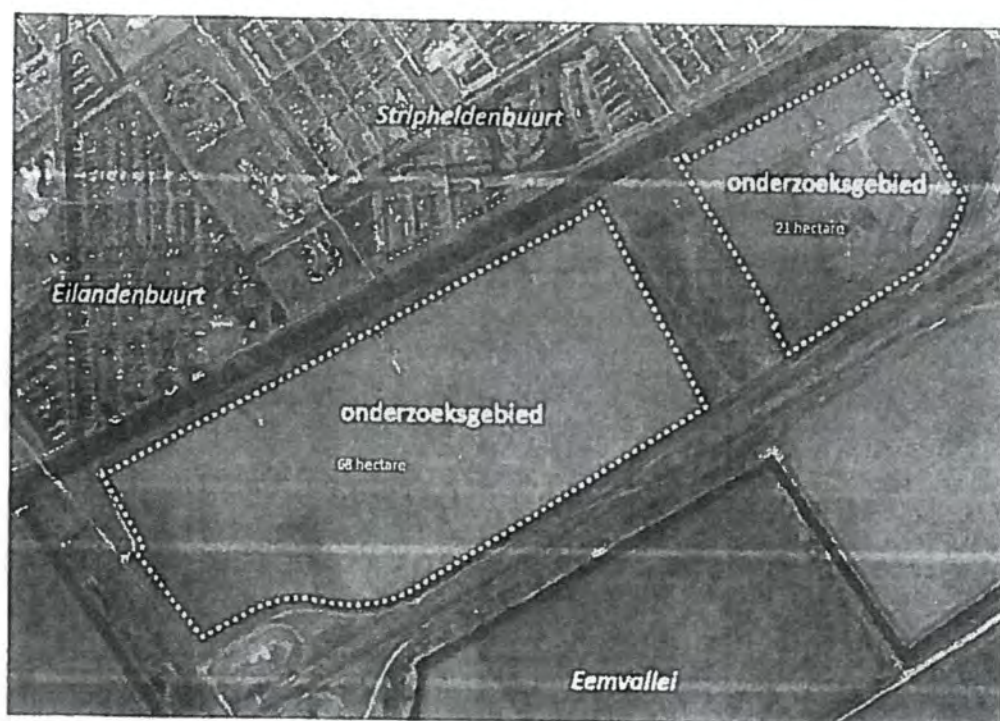 Stripheldenbuurt
onderzoeksgebied
21 hectare
Eilandenbuurt
onderzoeksgebied
68 hectare
Eemvallei